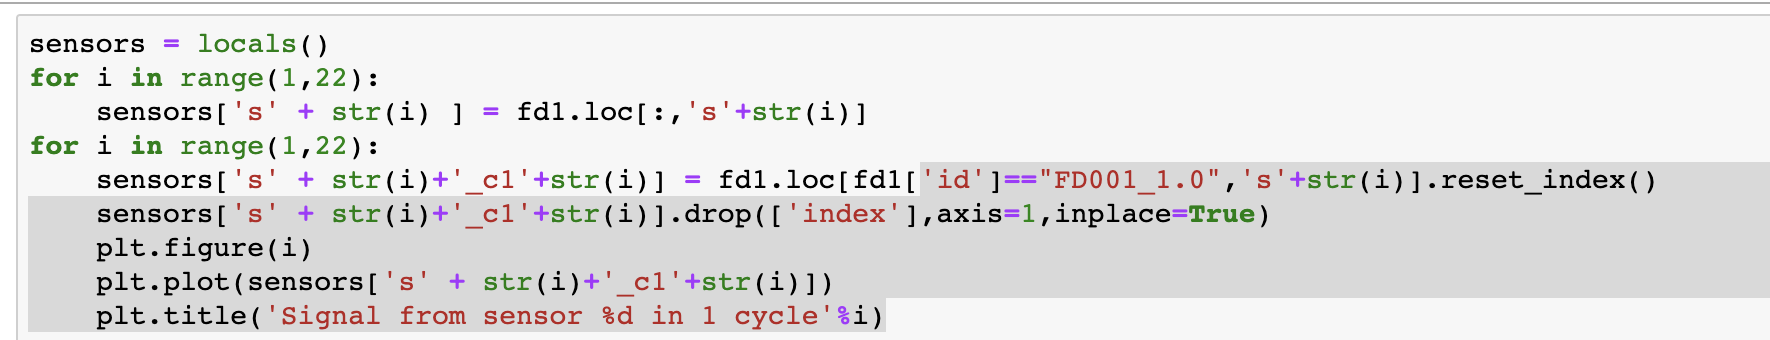 sensors = locals()
for i in range(1,22):
    sensors['s' + str(i) ] = fd1.loc[:,'s'+str(i)]
for i in range(1,22):
    sensors['s' + str(i)+'_c1'+str(i)] = fd1.loc[fd1['id']=="FD001_1.0",'s'+str(i)].reset_index()
    sensors['s' + str(i)+'_c1'+str(i)].drop(['index'],axis=1,inplace=True)
    plt.figure(i)
    plt.plot(sensors['s' + str(i)+'_c1'+str(i)])
    plt.title('Signal from sensor %d in 1 cycle'%i)